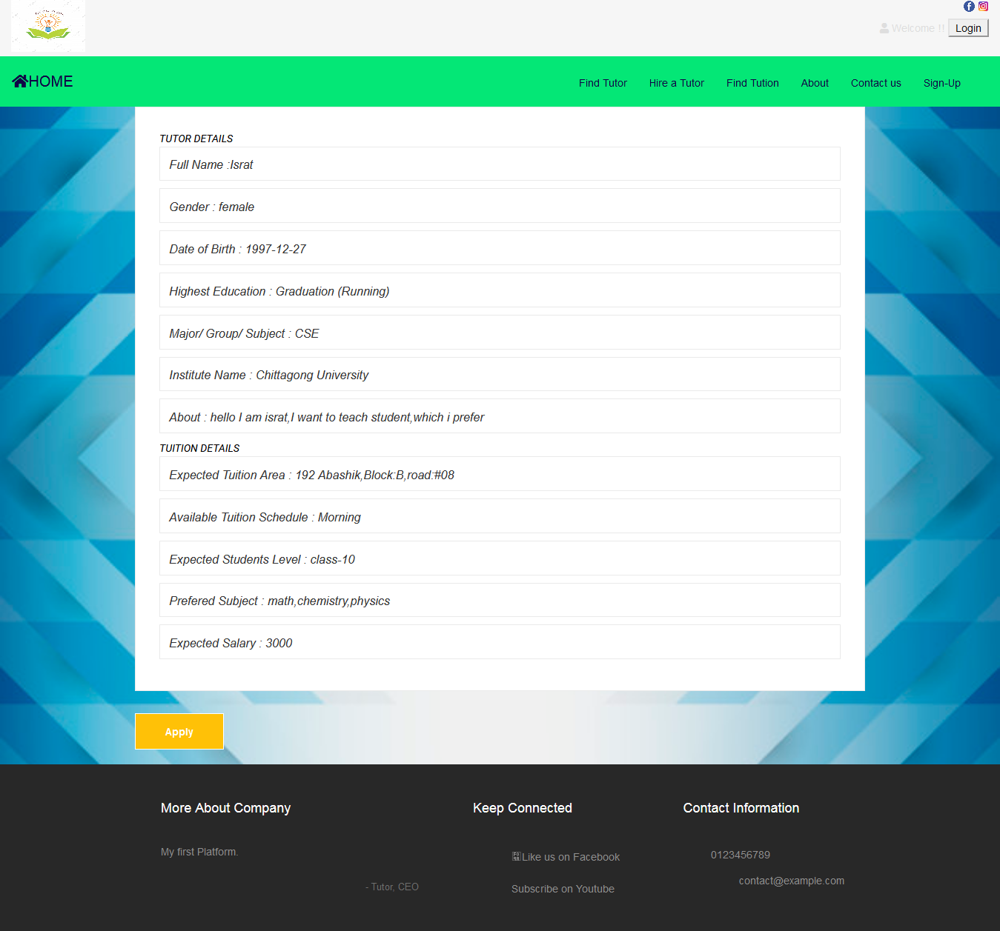 Welcome !! Login
HOME
Find Tutor Hire a Tutor Find Tution About Contact us Sign-Up
TUTOR DETAILS
Full Name :Israt
Gender : female
Date of Birth : 1997-12-27
Highest Education : Graduation (Running)
Major/ Group/ Subject : CSE
Institute Name : Chittagong University
About : hello I am israt,I want to teach student,which i prefer
TUITION DETAILS
Expected Tuition Area : 192 Abashik,Block:B,road:#08
Available Tuition Schedule : Morning
Expected Students Level : class-10
Prefered Subject : math,chemistry,physics
Expected Salary : 3000
Apply
More About Company
My first Platform.
- Tutor, CEO
Keep Connected
Like us on Facebook
Subscribe on Youtube
Contact Information
0123456789
contact@example.com